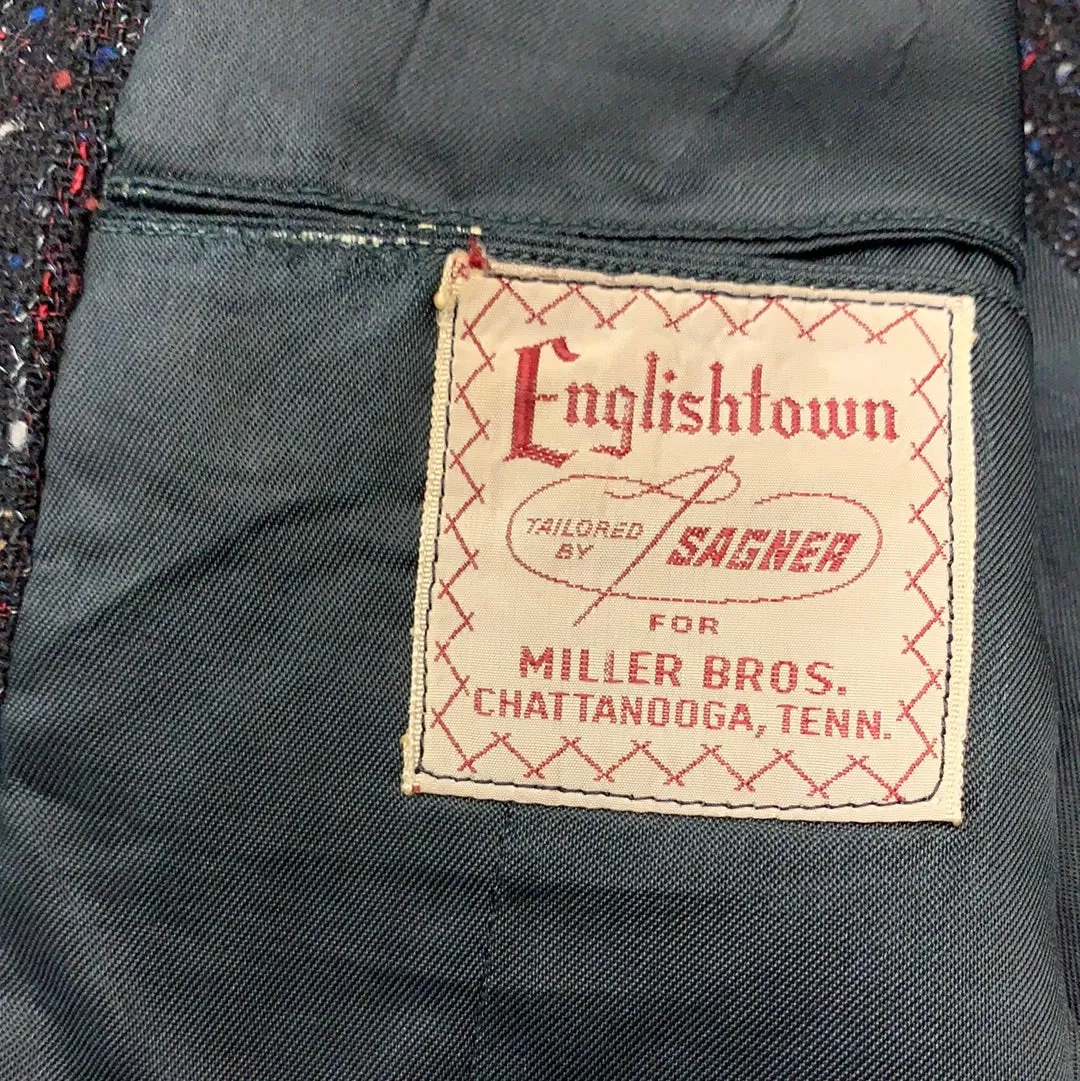 Englishtown
TAILORED
BY
SAGNER
FOR
MILLER BROS.
CHATTANOOGA, TENN.